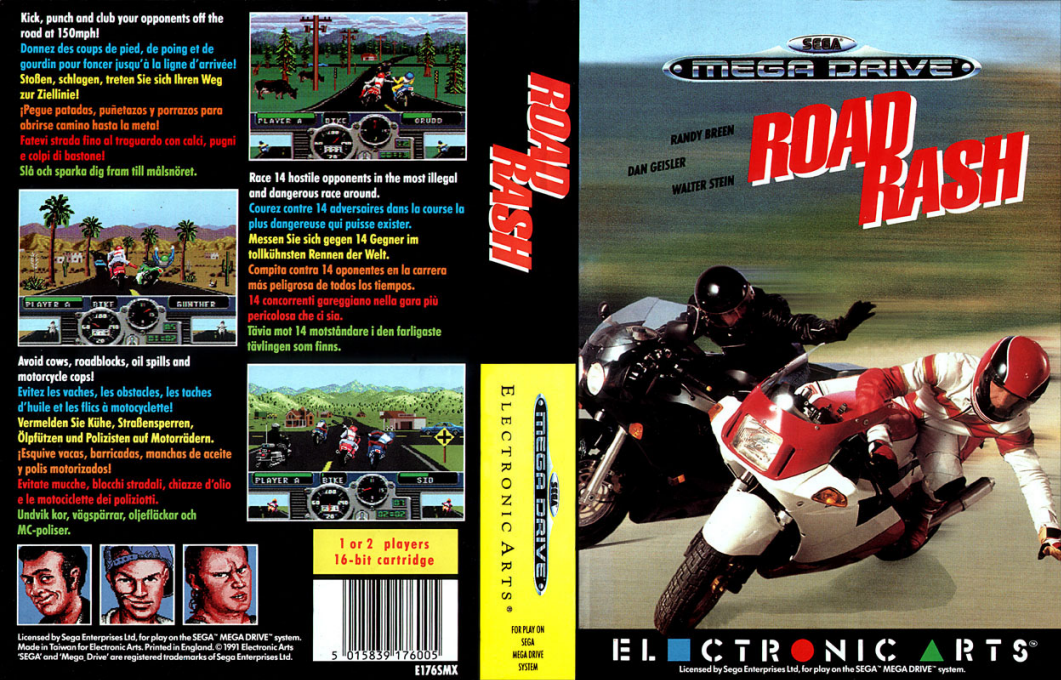 Kick, punch and club your opponents off the
road at 150mph!
Donnez des coups de pied, de poing et de
gourdin pour foncer jusqu'à la ligne d'arrivée!
Stoßen, schlagen, treten Sie sich Ihren Weg
zur Ziellinie!
¡Pegue patadas, puñetazos y porrazos para
abrirse camino hasta la meta!
Fatevi strada fino al traguardo con calci, pugni
e colpi di bastone!
Slå och sparka dig fram till målsnöret.
PLAYER A BIKE GRUDD
Race 14 hostile opponents in the most illegal
and dangerous race around.
Courez contre 14 adversaires dans la course la
plus dangereuse qui puisse exister.
Messen Sie sich gegen 14 Gegner im
tollkühnsten Rennen der Welt.
Compita contra 14 oponentes en la carrera
más peligrosa de todos los tiempos.
14 concorrenti gareggiano nella gara più
pericolosa che ci sia.
Tävla mot 14 motståndare i den farligaste
tävlingen som finns.
PLAYER A BIKE GUNTHER
Avoid cows, roadblocks, oil spills and
motorcycle cops!
Evitez les vaches, les obstacles, les taches
d'huile et les flics à motocyclette!
Vermelden Sie Kühe, Straßensperren,
Ölpfützen und Polizisten auf Motorrädern.
¡Esquive vacas, barricadas, manchas de aceite
y polis motorizados!
Evitate mucche, blocchi stradali, chiazze d'olio
e le motociclette dei poliziotti.
Undvik kor, vägspärrar, oljefläckar och
MC-poliser.
PLAYER A BIKE SID
1 or 2 players
16-bit cartridge
Licensed by Sega Enterprises Ltd, for play on the SEGA™ MEGA DRIVE™ system.
Made in Taiwan for Electronic Arts. Printed in England. © 1991 Electronic Arts
'SEGA' and 'Mega_Drive' are registered trademarks of Sega Enterprises Ltd.
5 015839 176005
E176SMX
ROAD
RASH
SEGA
MEGA DRIVE
ELECTRONIC ARTS®
FOR PLAY ON
SEGA
MEGA DRIVE
SYSTEM
SEGA
MEGA DRIVE
RANDY BREEN
DAN GEISLER
WALTER STEIN
ROAD
RASH
ELECTRONIC ARTS™
Licensed by Sega Enterprises Ltd, for play on the SEGA™ MEGA DRIVE™ system.